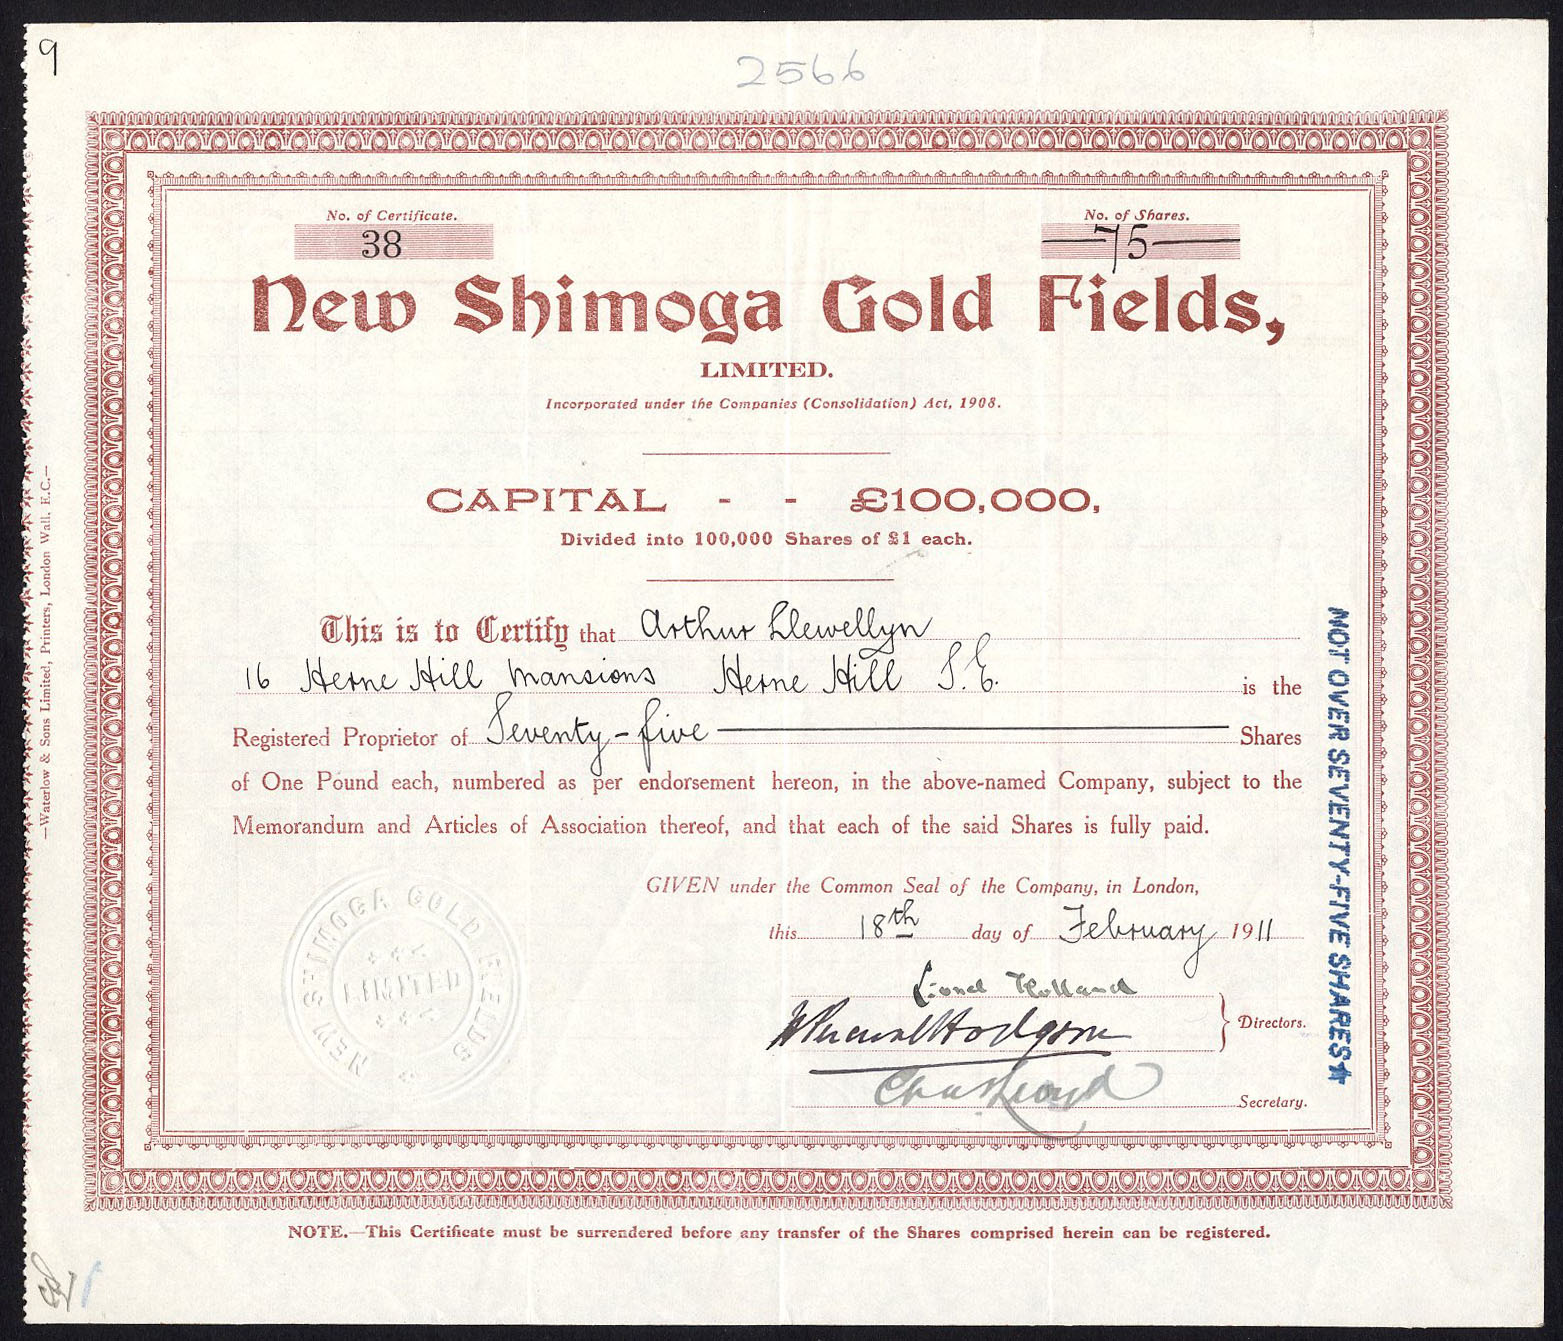 9
2566
No. of Certificate.
38
No. of Shares.
75
New Shimoga Gold Fields,
LIMITED.
Incorporated under the Companies (Consolidation) Act, 1908.
CAPITAL - - £100,000,
Divided into 100,000 Shares of £1 each.
This is to Certify that Arthur Llewellyn
16 Herne Hill Mansions Herne Hill S.E. is the
Registered Proprietor of Seventy-five Shares
of One Pound each, numbered as per endorsement hereon, in the above-named Company, subject to the
Memorandum and Articles of Association thereof, and that each of the said Shares is fully paid.
GIVEN under the Common Seal of the Company, in London,
this 18th day of February 1911
Lionel Holland
Hodgson
Directors.
Secretary.
NEW SHIMOGA GOLD FIELDS
LIMITED
NOT OVER SEVENTY-FIVE SHARES
—Waterlow & Sons Limited, Printers, London Wall, E.C.—
NOTE.—This Certificate must be surrendered before any transfer of the Shares comprised herein can be registered.